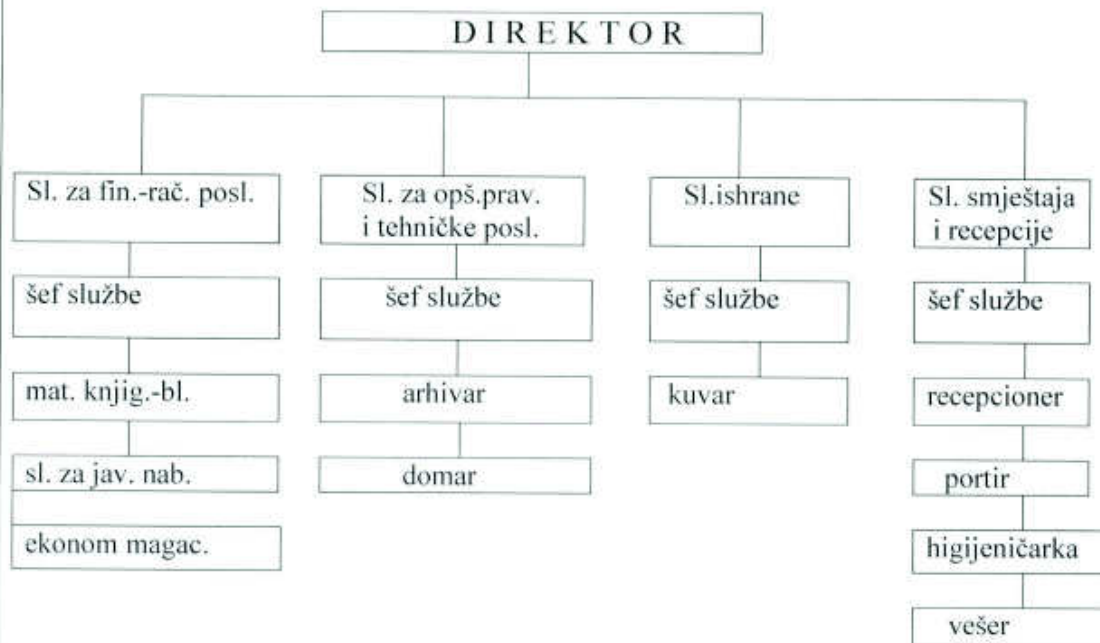 DIREKTOR
Sl. za fin.-rač. posl.
šef službe
mat. knjig.-bl.
sl. za jav. nab.
ekonom magac.
Sl. za opš.prav.
i tehničke posl.
šef službe
arhivar
domar
Sl.ishrane
šef službe
kuvar
Sl. smještaja
i recepcije
šef službe
recepcioner
portir
higijeničarka
vešer